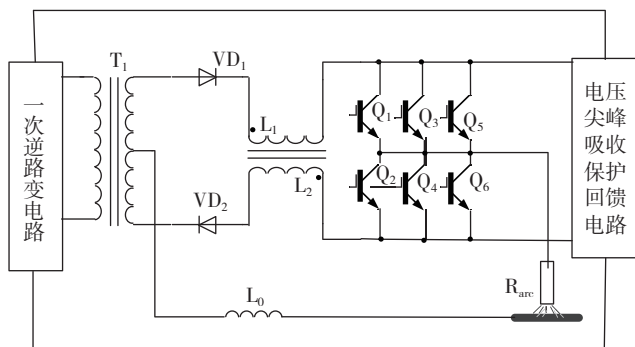 一次逆路变电路
T₁
VD₁
L₁
L₂
VD₂
L₀
Q₁
Q₃
Q₅
Q₂
Q₄
Q₆
R_arc
电压
尖峰
吸收
保护
回馈
电路